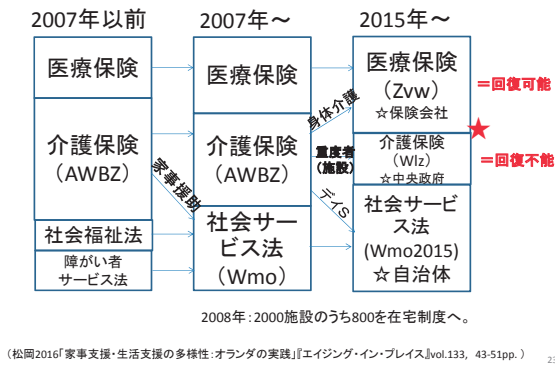 2007年以前
2007年～
2015年～
医療保険
介護保険
（AWBZ）
社会福祉法
障がい者
サービス法
家事援助
医療保険
介護保険
（AWBZ）
社会サー
ビス法
（Wmo）
身体介護
重度者
(施設)
デイS
医療保険
（Zvw）
☆保険会社
介護保険
（Wlz）
☆中央政府
社会サービ
ス法
(Wmo2015)
☆自治体
＝回復可能
★
＝回復不能
2008年：2000施設のうち800を在宅制度へ。
（松岡2016「家事支援・生活支援の多様性：オランダの実践」『エイジング・イン・プレイス』vol.133, 43-51pp. ）